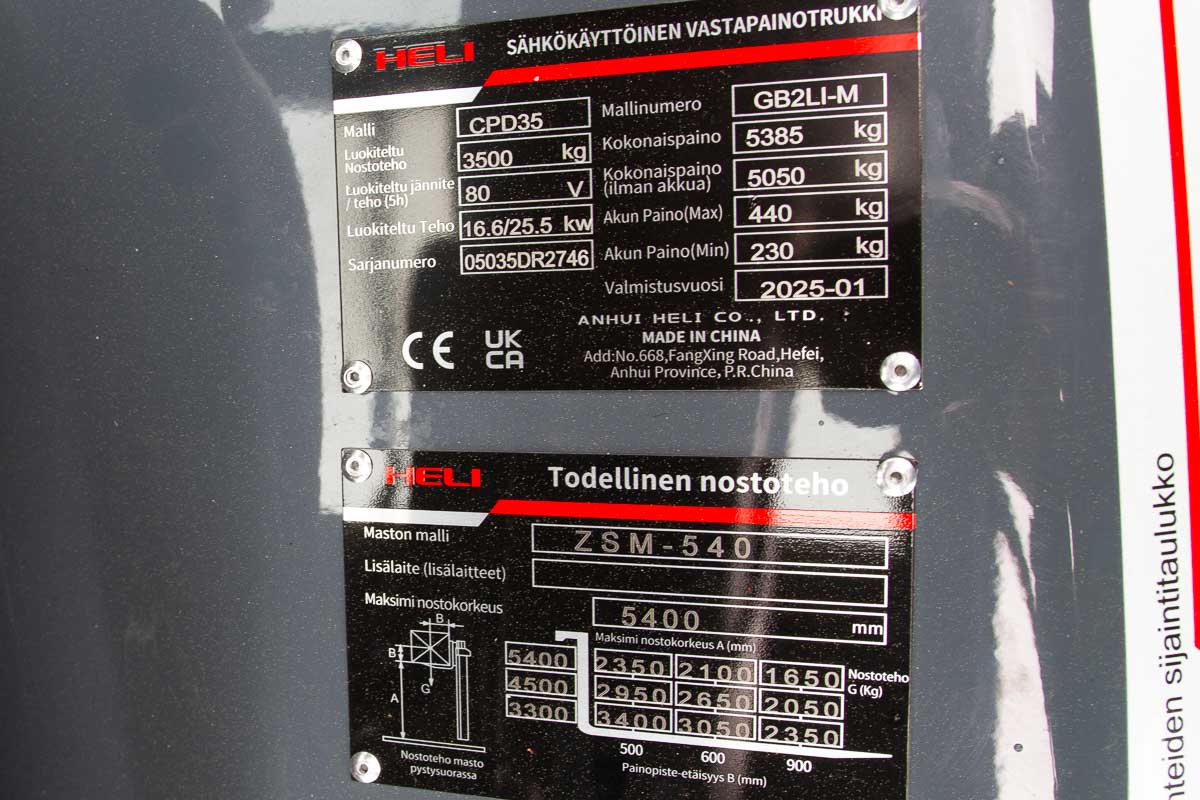 HELI
SÄHKÖKÄYTTÖINEN VASTAPAINOTRUKKI
Malli CPD35
Mallinumero GB2LI-M
Luokiteltu Nostoteho 3500 kg
Kokonaispaino 5385 kg
Luokiteltu jännite / teho (5h) 80 V
Kokonaispaino (ilman akkua) 5050 kg
Luokiteltu Teho 16.6/25.5 kw
Akun Paino(Max) 440 kg
Sarjanumero 05035DR2746
Akun Paino(Min) 230 kg
Valmistusvuosi 2025-01
ANHUI HELI CO., LTD.
MADE IN CHINA
Add:No.668,FangXing Road,Hefei,
Anhui Province, P.R.China
CE
UK
CA
HELI
Todellinen nostoteho
Maston malli ZSM-540
Lisälaite (lisälaitteet)
Maksimi nostokorkeus 5400 mm
Maksimi nostokorkeus A (mm)
5400 2350 2100 1650
4500 2950 2650 2050
3300 3400 3050 2350
Nostoteho
G (Kg)
500 600 900
Painopiste-etäisyys B (mm)
B
B
G
A
Nostoteho masto
pystysuorassa
nteiden sijaintitaulukko